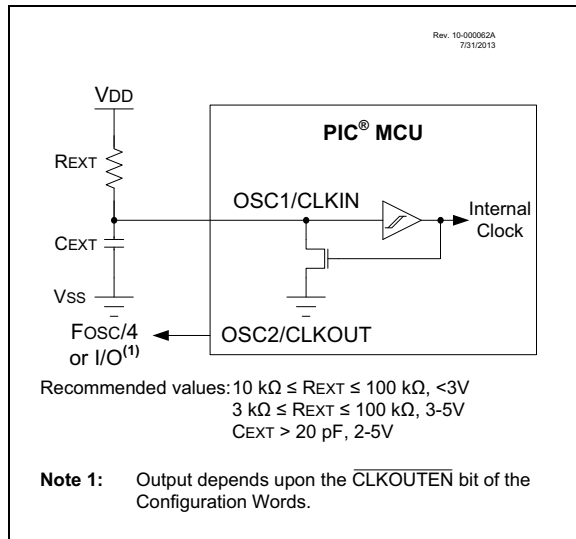 Rev. 10-000062A
7/31/2013
VDD
PIC® MCU
REXT
OSC1/CLKIN
Internal
Clock
CEXT
VSS
FOSC/4
or I/O(1)
OSC2/CLKOUT
Recommended values: 10 kΩ ≤ REXT ≤ 100 kΩ, <3V
3 kΩ ≤ REXT ≤ 100 kΩ, 3-5V
CEXT > 20 pF, 2-5V
Note 1: Output depends upon the CLKOUTEN bit of the
Configuration Words.